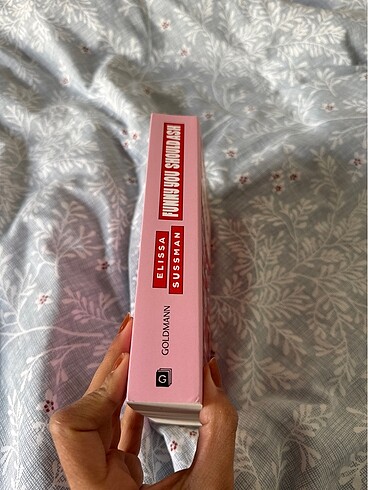 FUNNY YOU SHOULD ASK
ELISSA
SUSSMAN
GOLDMANN
G